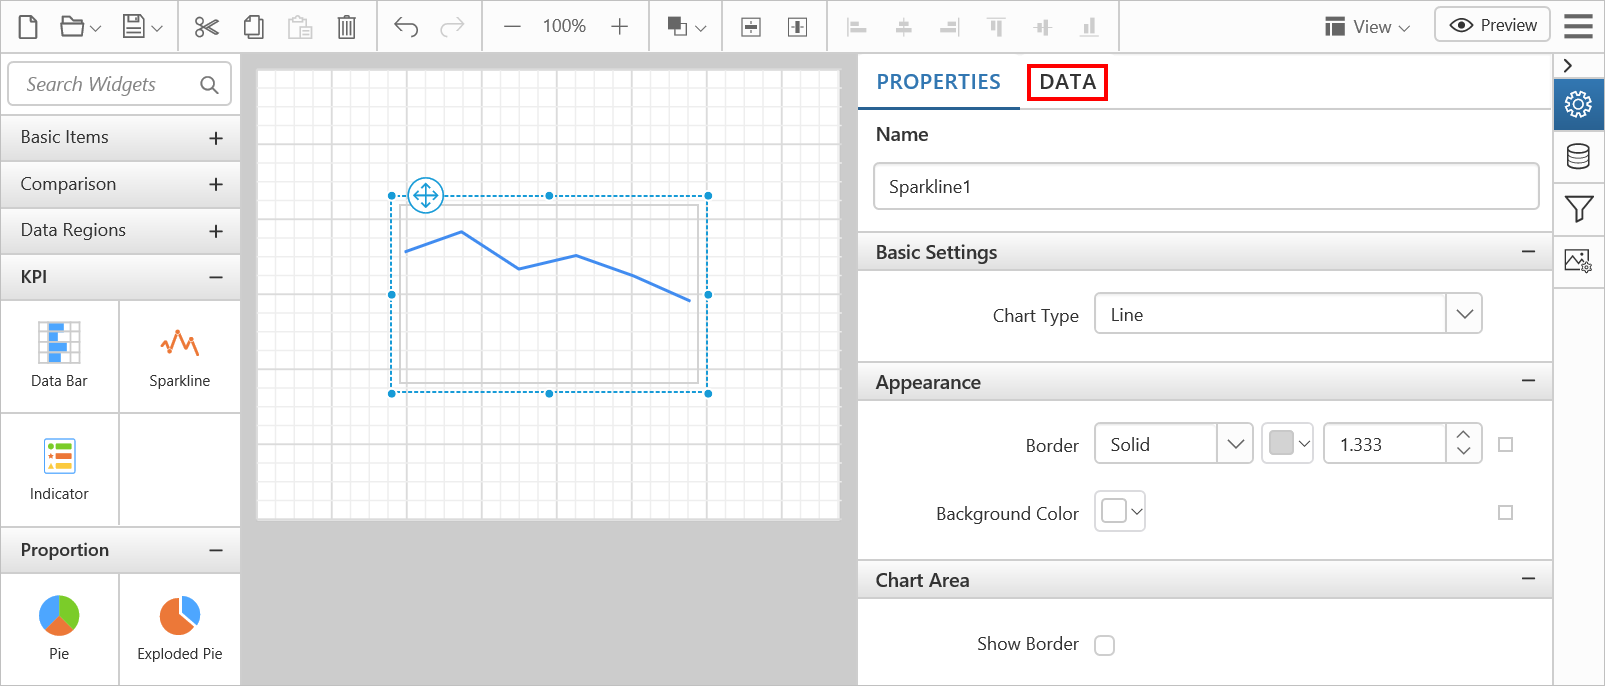 100%
View
Preview
Search Widgets
Basic Items
Comparison
Data Regions
KPI
Data Bar
Sparkline
Indicator
Proportion
Pie
Exploded Pie
PROPERTIES
DATA
Name
Sparkline1
Basic Settings
Chart Type
Line
Appearance
Border
Solid
1.333
Background Color
Chart Area
Show Border